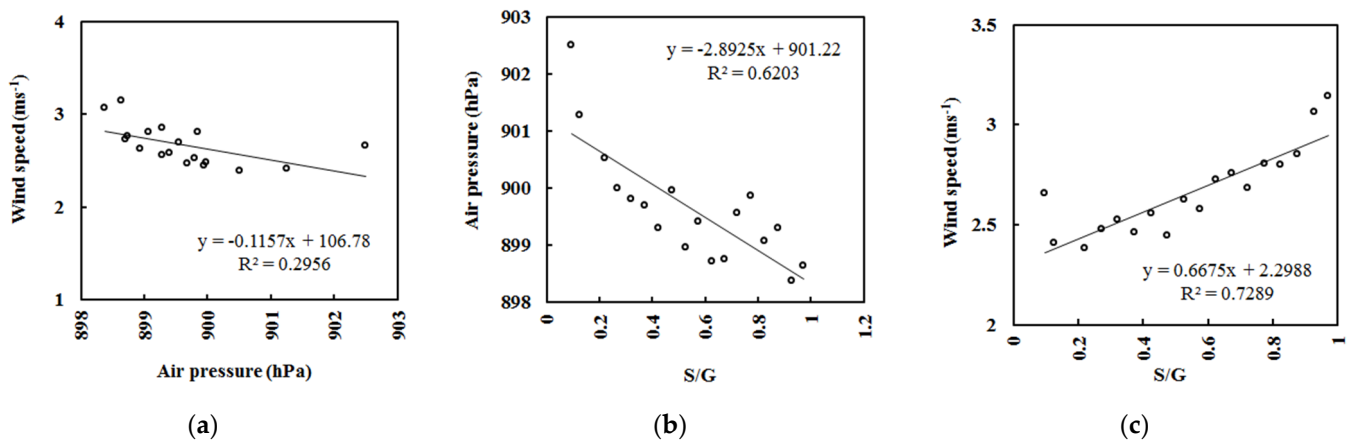 4
3
2
1
Wind speed (ms-1)
y = -0.1157x + 106.78
R² = 0.2956
898
899
900
901
902
903
Air pressure (hPa)
(a)
903
902
901
900
899
898
Air pressure (hPa)
y = -2.8925x + 901.22
R² = 0.6203
0
0.2
0.4
0.6
0.8
1
1.2
S/G
(b)
3.5
3
2.5
2
Wind speed (ms-1)
y = 0.6675x + 2.2988
R² = 0.7289
0
0.2
0.4
0.6
0.8
1
S/G
(c)